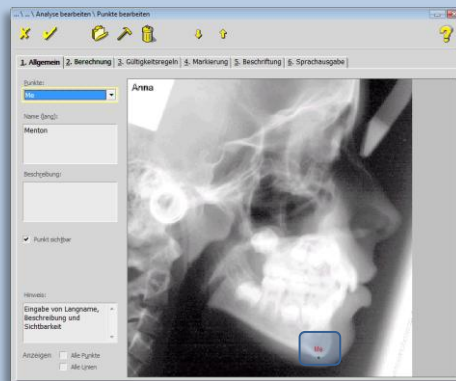 ...\ ... \ Analyse bearbeiten \ Punkte bearbeiten
1. Allgemein
2. Berechnung
3. Gültigkeitsregeln
4. Markierung
5. Beschriftung
6. Sprachausgabe
Punkte:
Me
Name (lang):
Menton
Beschreibung:
Punkt sichtbar
Hinweis:
Eingabe von Langname,
Beschreibung und
Sichtbarkeit
Anzeigen:
Alle Punkte
Alle Linien
Anna
Me